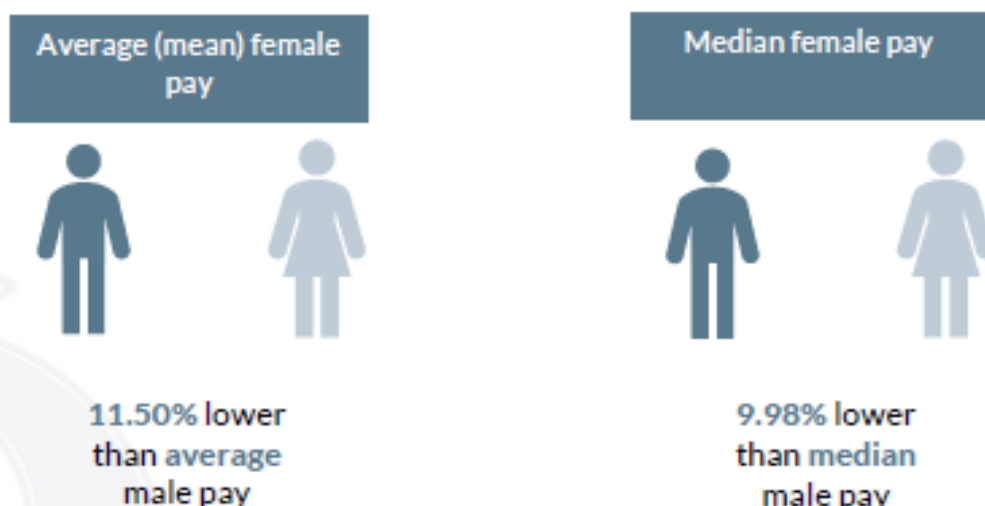 Average (mean) female
pay
11.50% lower
than average
male pay
Median female pay
9.98% lower
than median
male pay